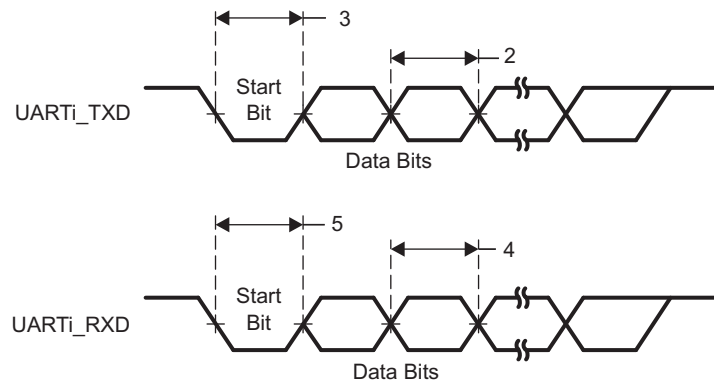 3
2
Start
Bit
UARTi_TXD
Data Bits
5
4
Start
Bit
UARTi_RXD
Data Bits